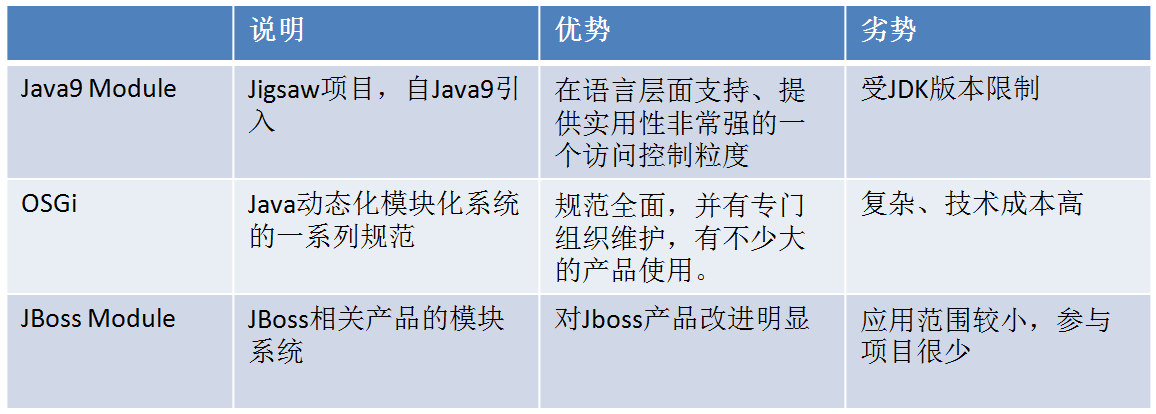 说明
优势
劣势
Java9 Module
Jigsaw项目，自Java9引
入
在语言层面支持、提
供实用性非常强的一
个访问控制粒度
受JDK版本限制
OSGi
Java动态化模块化系统
的一系列规范
规范全面，并有专门
组织维护，有不少大
的产品使用。
复杂、技术成本高
JBoss Module
JBoss相关产品的模块
系统
对Jboss产品改进明显
应用范围较小，参与
项目很少